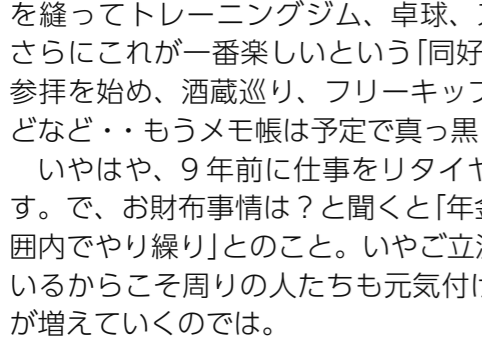 を縫ってトレーニングジム、卓球、
さらにこれが一番楽しいという「同好
参拝を始め、酒蔵巡り、フリーキップ
どなど・・もうメモ帳は予定で真っ黒
いやはや、9年前に仕事をリタイヤ
す。で、お財布事情は？と聞くと「年金
囲内でやり繰り」とのこと。いやご立派
いるからこそ周りの人たちも元気付け
が増えていくのでは。